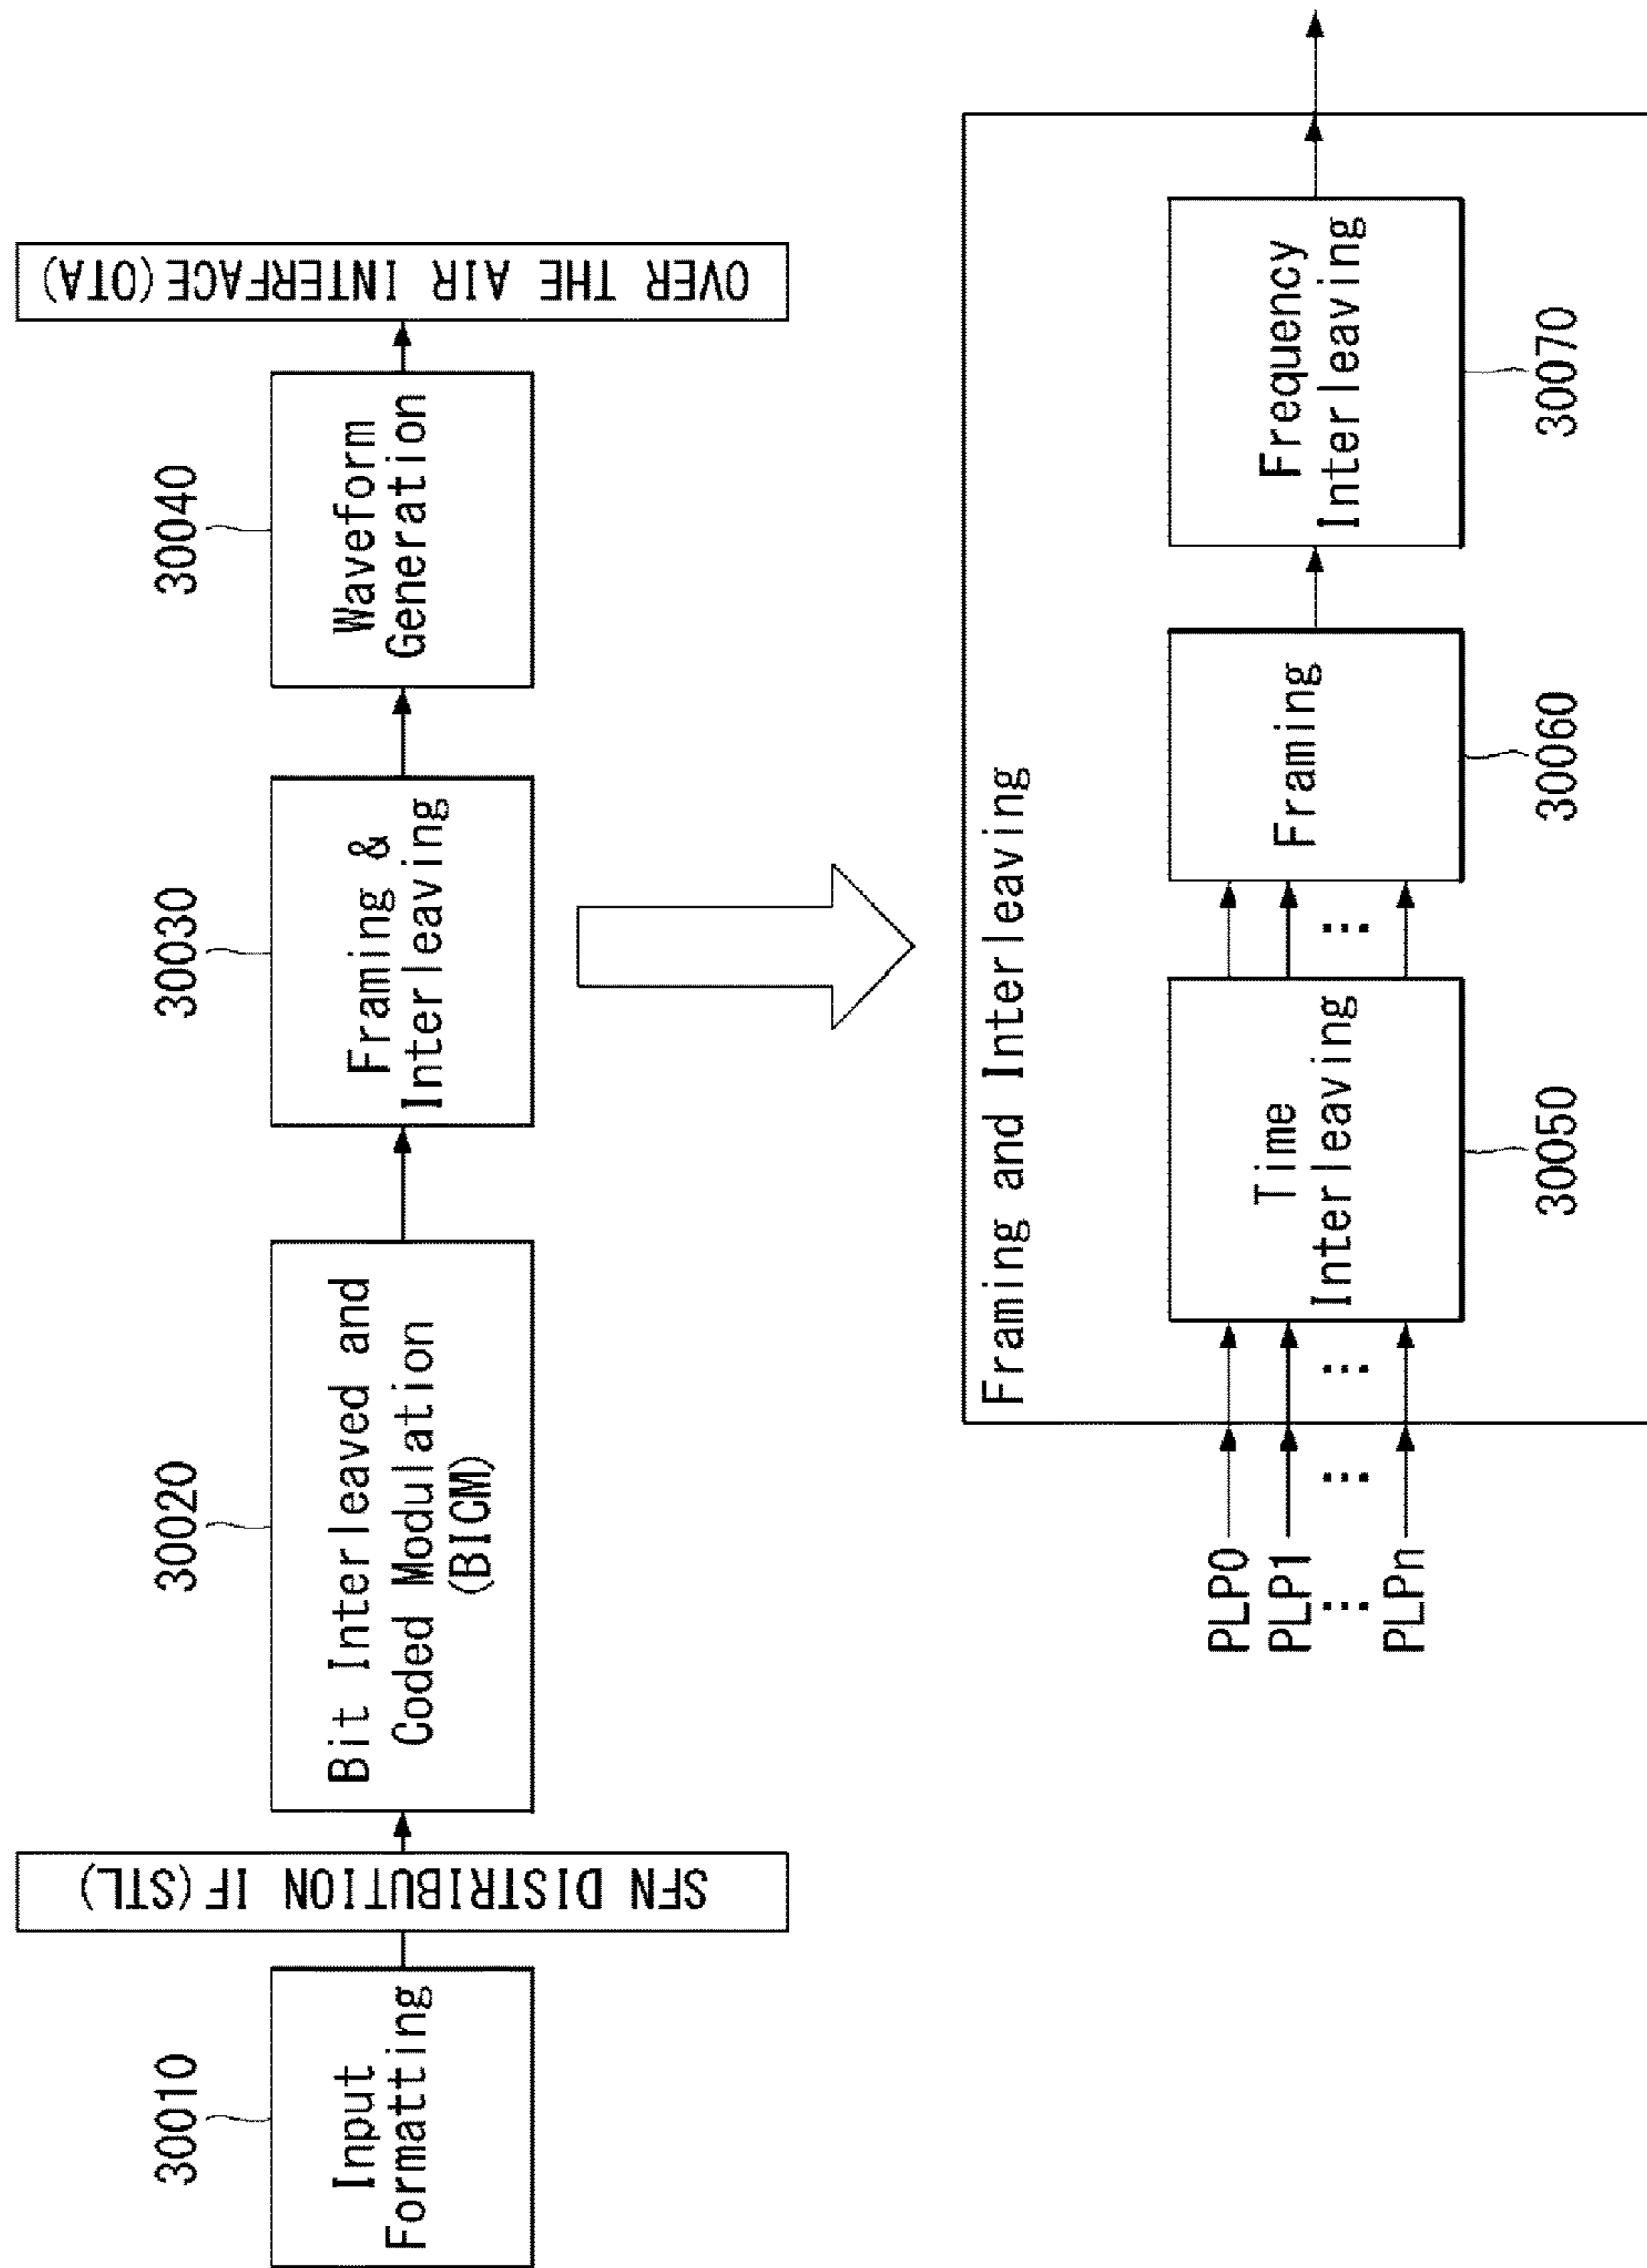 30010
Input
Formatting
SFN DISTRIBUTION IF(STL)
30020
Bit Interleaved and
Coded Modulation
(BICM)
30030
Framing &
Interleaving
30040
Waveform
Generation
OVER THE AIR INTERFACE(OTA)
Framing and Interleaving
PLP0
PLP1
⋮
PLPn
Time
Interleaving
30050
Framing
30060
Frequency
Interleaving
30070